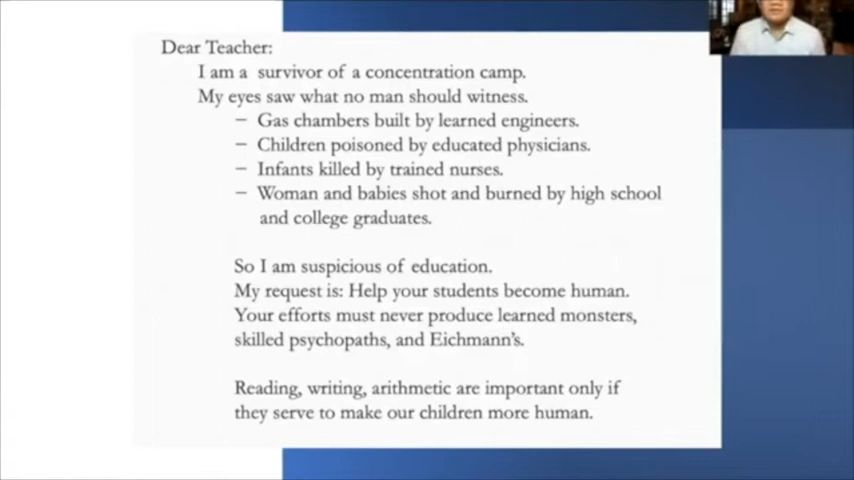 Dear Teacher:
I am a survivor of a concentration camp.
My eyes saw what no man should witness.
– Gas chambers built by learned engineers.
– Children poisoned by educated physicians.
– Infants killed by trained nurses.
– Woman and babies shot and burned by high school
and college graduates.
So I am suspicious of education.
My request is: Help your students become human.
Your efforts must never produce learned monsters,
skilled psychopaths, and Eichmann's.
Reading, writing, arithmetic are important only if
they serve to make our children more human.